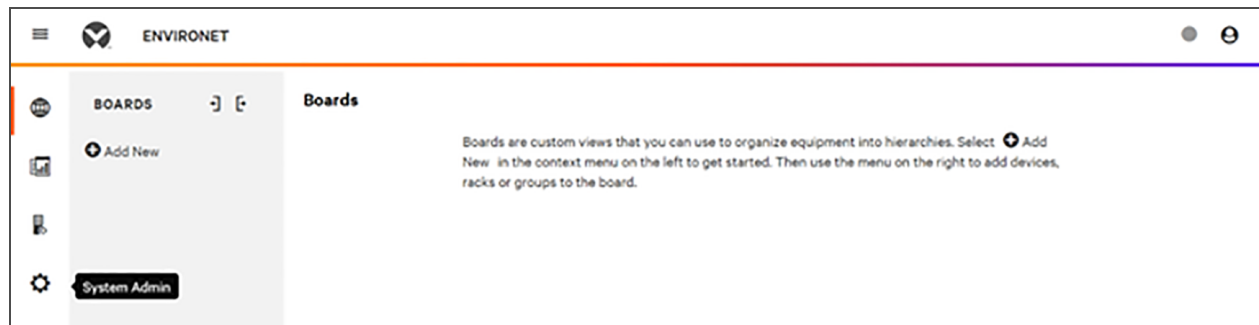 ENVIRONET
BOARDS
Add New
Boards
Boards are custom views that you can use to organize equipment into hierarchies. Select Add
New in the context menu on the left to get started. Then use the menu on the right to add devices,
racks or groups to the board.
System Admin